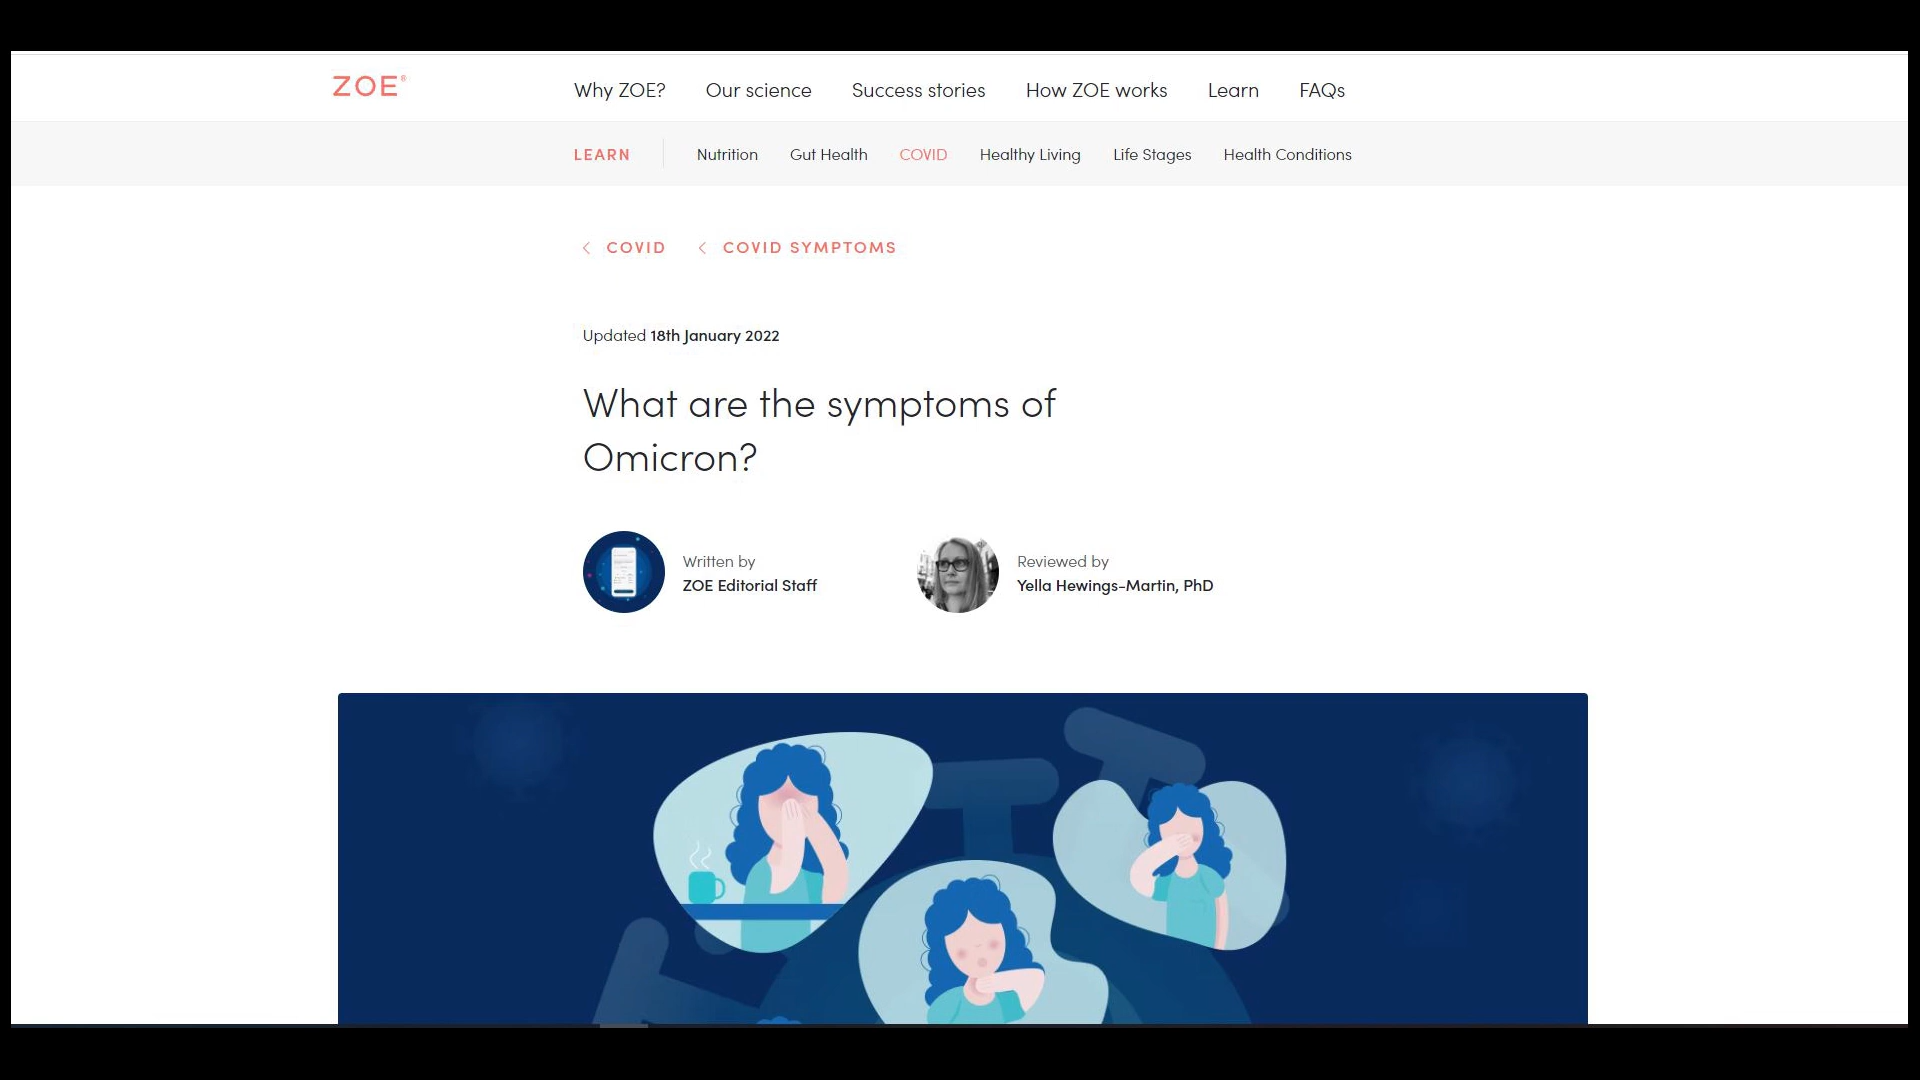 ZOE®
Why ZOE? Our science Success stories How ZOE works Learn FAQs
LEARN Nutrition Gut Health COVID Healthy Living Life Stages Health Conditions
COVID COVID SYMPTOMS
Updated 18th January 2022
What are the symptoms of
Omicron?
Written by
ZOE Editorial Staff
Reviewed by
Yella Hewings-Martin, PhD